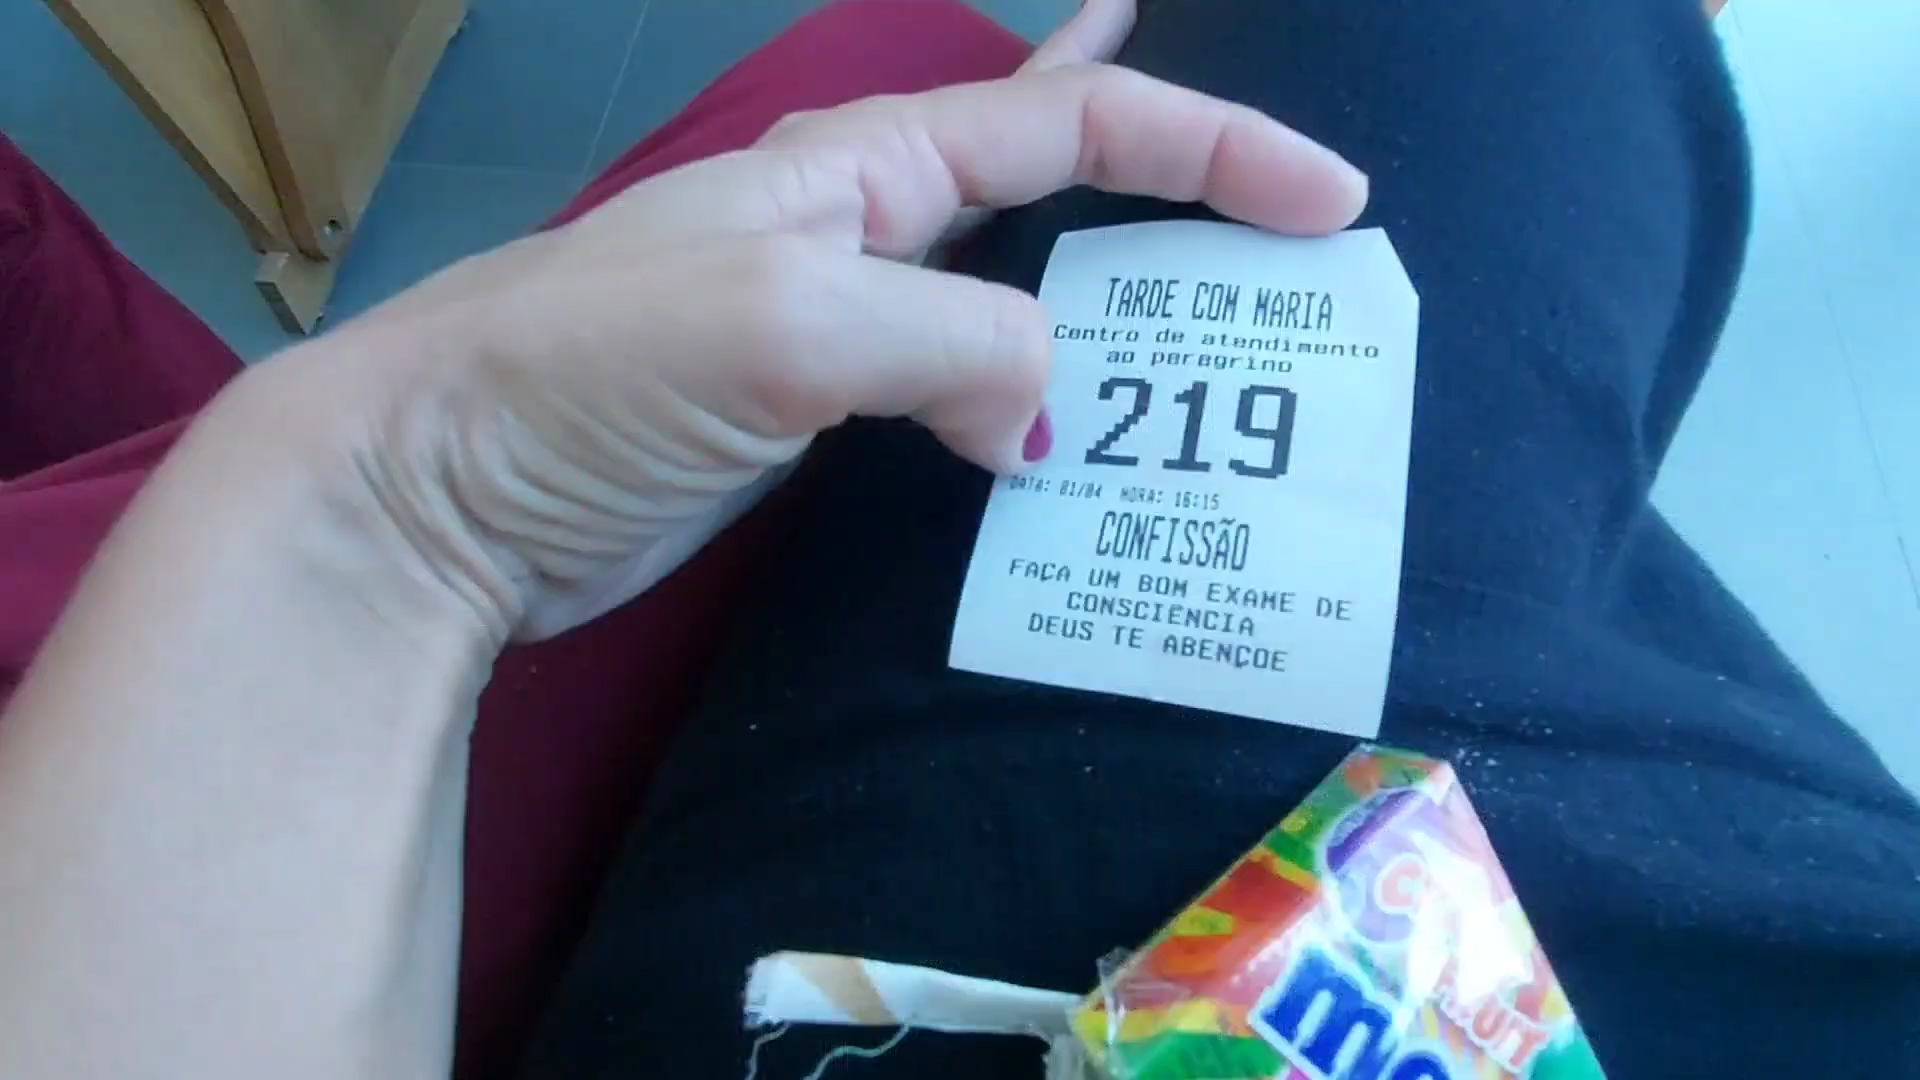 TARDE COM MARIA
Centro de atendimento
ao peregrino
219
DATA: 01/04 HORA: 16:15
CONFISSÃO
FAÇA UM BOM EXAME DE
CONSCIÊNCIA
DEUS TE ABENÇOE